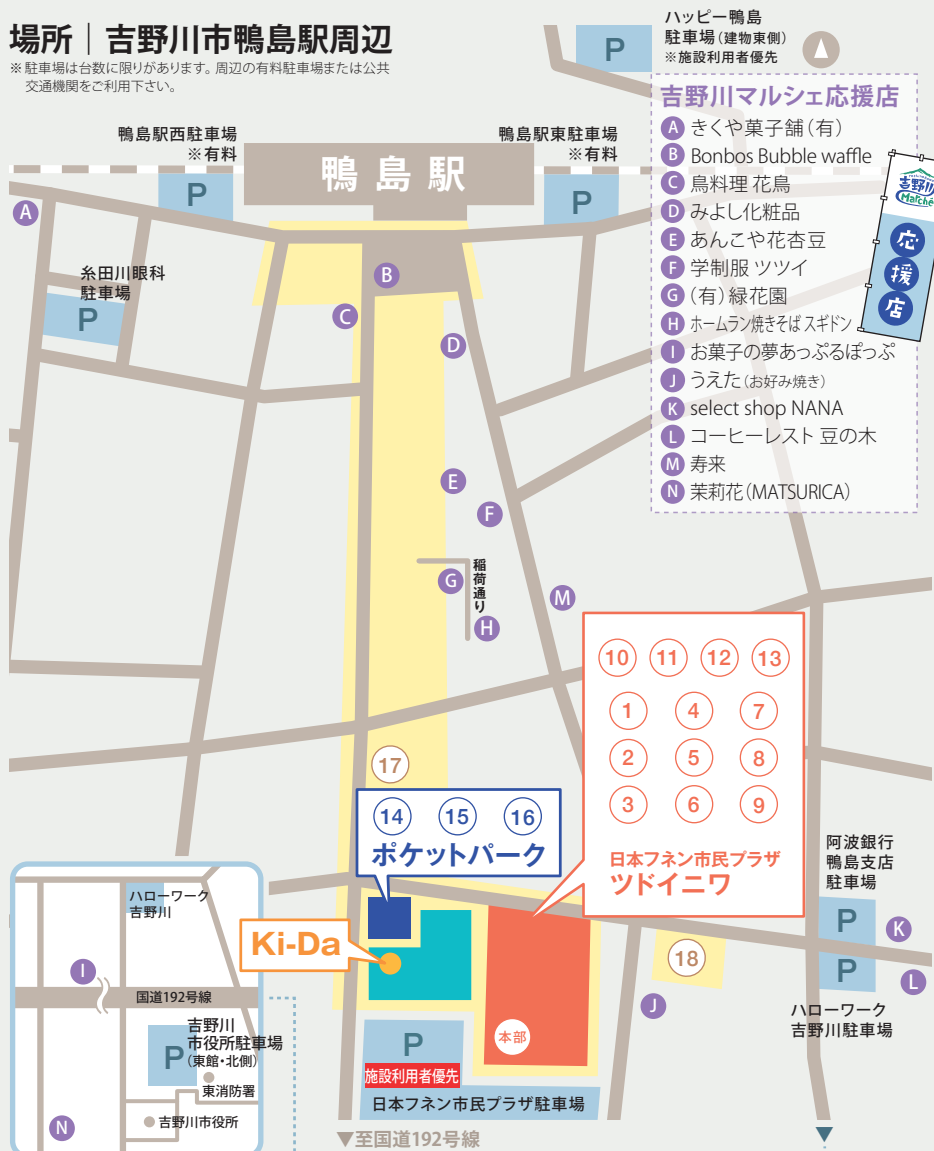 場所｜吉野川市鴨島駅周辺
※駐車場は台数に限りがあります。周辺の有料駐車場または公共
交通機関をご利用下さい。
ハッピー鴨島
駐車場(建物東側)
※施設利用者優先
P
吉野川マルシェ応援店
A きくや菓子舗(有)
B Bonbos Bubble waffle
C 鳥料理 花鳥
D みよし化粧品
E あんこや花杏豆
F 学制服 ツツイ
G (有)緑花園
H ホームラン焼きそばスギドン
I お菓子の夢あっぷるぽっぷ
J うえた(お好み焼き)
K select shop NANA
L コーヒーレスト 豆の木
M 寿来
N 茉莉花(MATSURICA)
吉野川
Marché
応
援
店
鴨島駅西駐車場
※有料
P
鴨島駅
鴨島駅東駐車場
※有料
P
A
糸田川眼科
駐車場
P
B
C
D
E
F
稲荷通り
G
H
M
10 11 12 13
1 4 7
2 5 8
3 6 9
日本フネン市民プラザ
ツドイニワ
17
14 15 16
ポケットパーク
Ki-Da
本部
18
J
阿波銀行
鴨島支店
駐車場
P
K
P
L
ハローワーク
吉野川駐車場
P
施設利用者優先
日本フネン市民プラザ駐車場
▼至国道192号線
▼
ハローワーク
吉野川
I
国道192号線
吉野川
市役所駐車場
(東館・北側)
P
東消防署
吉野川市役所
N